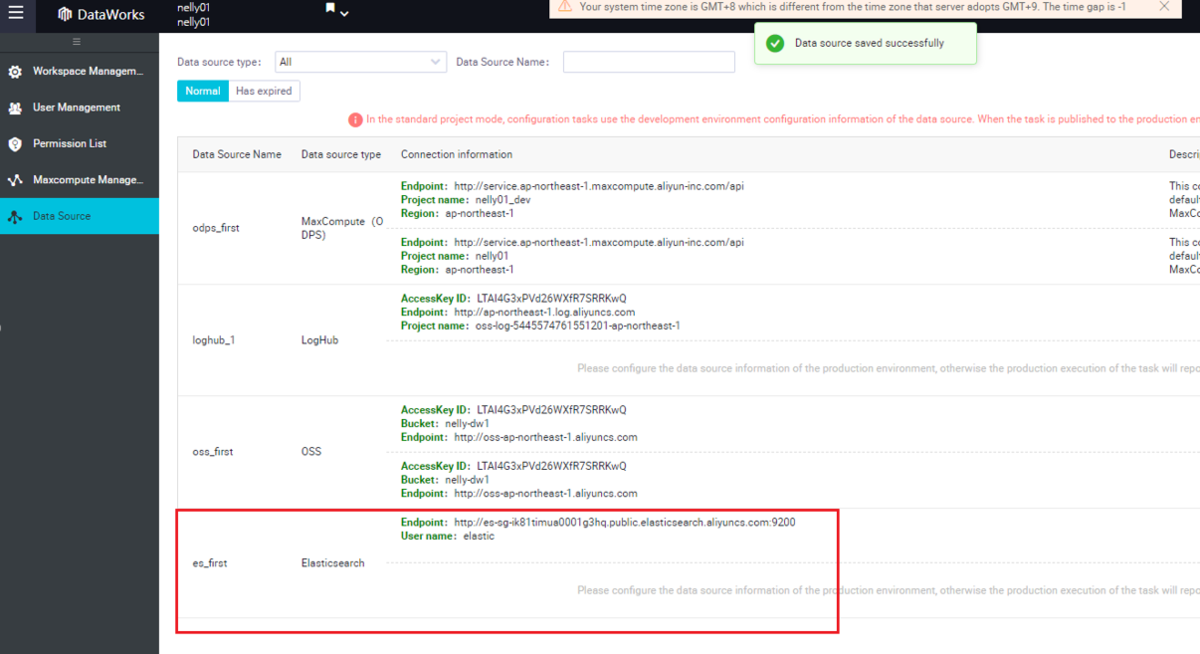 DataWorks
nelly01
nelly01
Your system time zone is GMT+8 which is different from the time zone that server adopts GMT+9. The time gap is -1
Data source saved successfully
Workspace Managem...
User Management
Permission List
Maxcompute Manage...
Data Source
Data source type: All Data Source Name:
Normal Has expired
In the standard project mode, configuration tasks use the development environment configuration information of the data source. When the task is published to the production en
Data Source Name Data source type Connection information Descri
odps_first
MaxCompute (O
DPS)
Endpoint: http://service.ap-northeast-1.maxcompute.aliyun-inc.com/api
Project name: nelly01_dev
Region: ap-northeast-1
This co
default
MaxCo
Endpoint: http://service.ap-northeast-1.maxcompute.aliyun-inc.com/api
Project name: nelly01
Region: ap-northeast-1
This co
default
MaxCo
loghub_1
LogHub
AccessKey ID: LTAI4G3xPVd26WXfR7SRRKwQ
Endpoint: http://ap-northeast-1.log.aliyuncs.com
Project name: oss-log-5445574761551201-ap-northeast-1
Please configure the data source information of the production environment, otherwise the production execution of the task will repo
oss_first
OSS
AccessKey ID: LTAI4G3xPVd26WXfR7SRRKwQ
Bucket: nelly-dw1
Endpoint: http://oss-ap-northeast-1.aliyuncs.com
AccessKey ID: LTAI4G3xPVd26WXfR7SRRKwQ
Bucket: nelly-dw1
Endpoint: http://oss-ap-northeast-1.aliyuncs.com
es_first
Elasticsearch
Endpoint: http://es-sg-ik81timua0001g3hq.public.elasticsearch.aliyuncs.com:9200
User name: elastic
Please configure the data source information of the production environment, otherwise the production execution of the task will repo